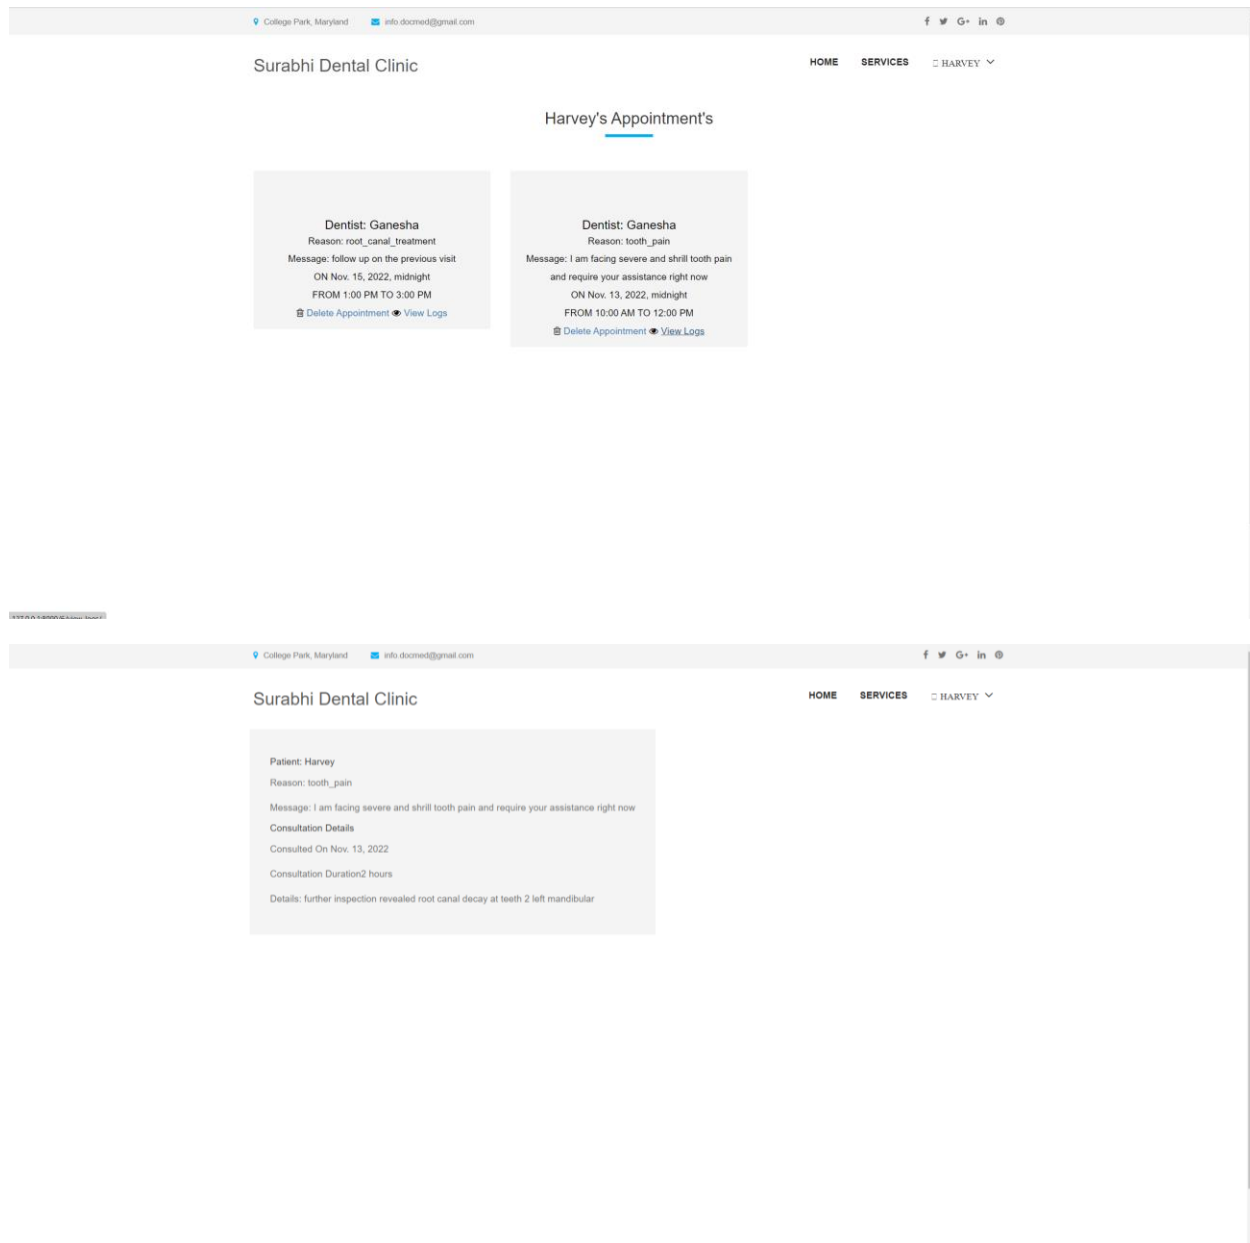 College Park, Maryland info.docmed@gmail.com
Surabhi Dental Clinic HOME SERVICES HARVEY
Harvey's Appointment's
Dentist: Ganesha
Reason: root_canal_treatment
Message: follow up on the previous visit
ON Nov. 15, 2022, midnight
FROM 1:00 PM TO 3:00 PM
Delete Appointment View Logs
Dentist: Ganesha
Reason: tooth_pain
Message: I am facing severe and shrill tooth pain
and require your assistance right now
ON Nov. 13, 2022, midnight
FROM 10:00 AM TO 12:00 PM
Delete Appointment View Logs
College Park, Maryland info.docmed@gmail.com
Surabhi Dental Clinic HOME SERVICES HARVEY
Patient: Harvey
Reason: tooth_pain
Message: I am facing severe and shrill tooth pain and require your assistance right now
Consultation Details
Consulted On Nov. 13, 2022
Consultation Duration2 hours
Details: further inspection revealed root canal decay at teeth 2 left mandibular